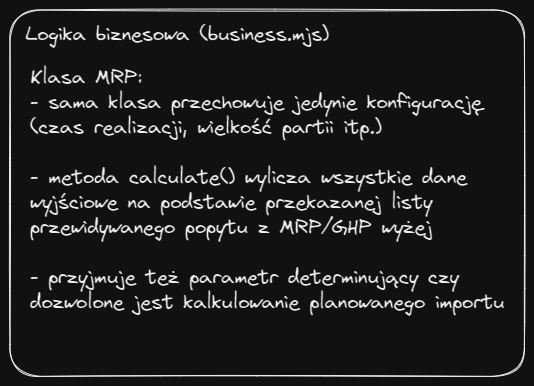 Logika biznesowa (business.mjs)
Klasa MRP:
- sama klasa przechowuje jedynie konfigurację
(czas realizacji, wielkość partii itp.)
- metoda calculate() wylicza wszystkie dane
wyjściowe na podstawie przekazanej listy
przewidywanego popytu z MRP/GHP wyżej
- przyjmuje też parametr determinujący czy
dozwolone jest kalkulowanie planowanego importu